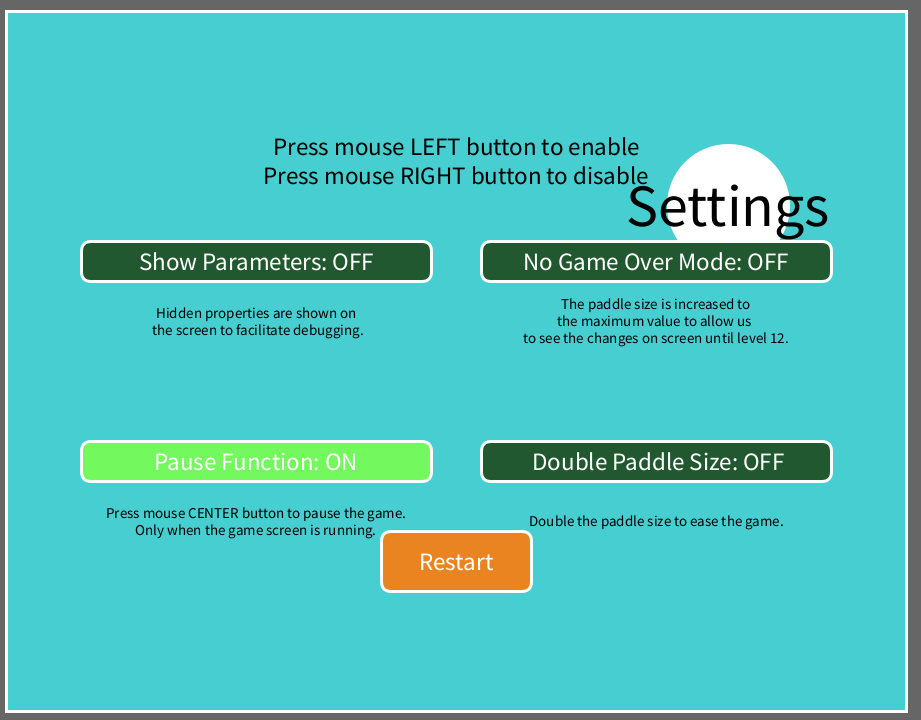 Press mouse LEFT button to enable
Press mouse RIGHT button to disable
Settings
Show Parameters: OFF
No Game Over Mode: OFF
Hidden properties are shown on
the screen to facilitate debugging.
The paddle size is increased to
the maximum value to allow us
to see the changes on screen until level 12.
Pause Function: ON
Double Paddle Size: OFF
Press mouse CENTER button to pause the game.
Only when the game screen is running.
Double the paddle size to ease the game.
Restart